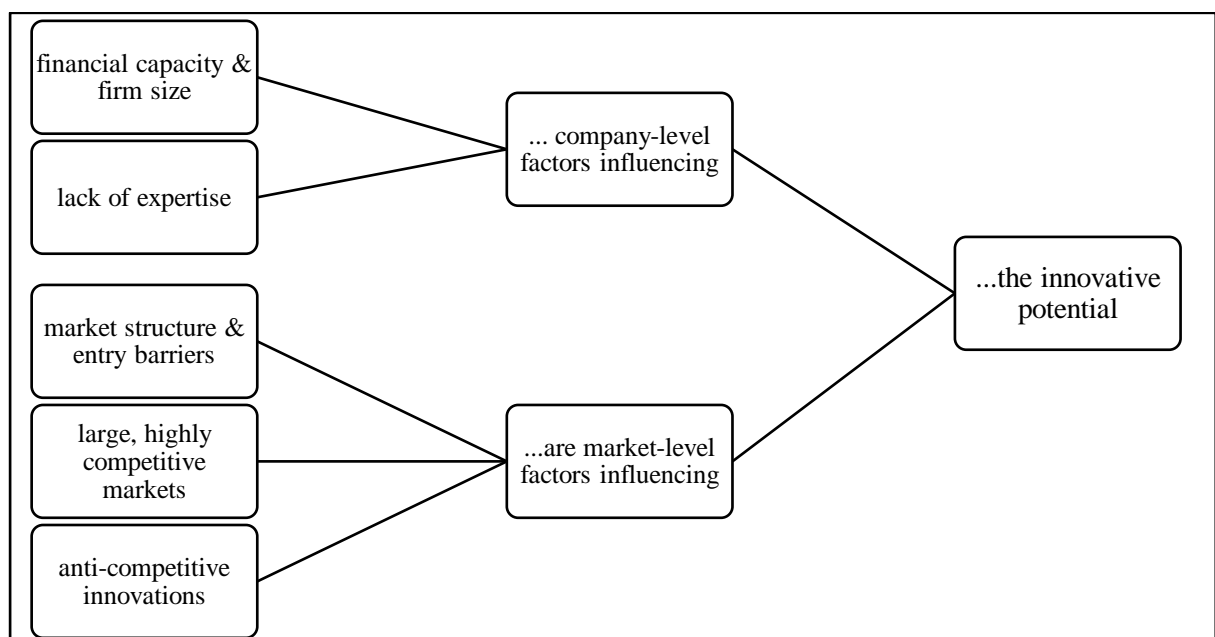 financial capacity &
firm size
lack of expertise
... company-level
factors influencing
market structure &
entry barriers
large, highly
competitive
markets
anti-competitive
innovations
...are market-level
factors influencing
...the innovative
potential